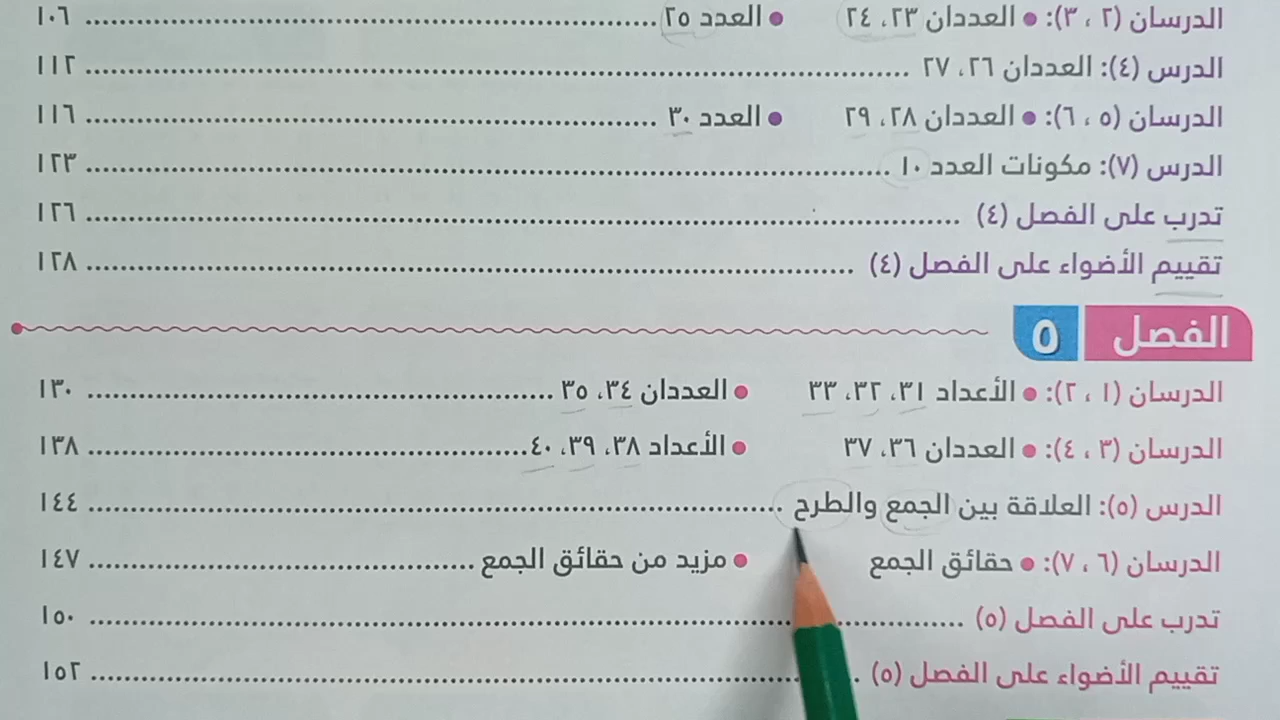 الدرسان (٢ ، ٣): • العددان ٢٣، ٢٤ • العدد ٢٥ ........ ١٠٦
الدرس (٤): العددان ٢٦، ٢٧ ........ ١١٢
الدرسان (٥ ، ٦): • العددان ٢٨، ٢٩ • العدد ٣٠ ........ ١١٦
الدرس (٧): مكونات العدد ١٠ ........ ١٢٣
تدرب على الفصل (٤) ........ ١٢٦
تقييم الأضواء على الفصل (٤) ........ ١٢٨
الفصل ٥
الدرسان (١ ، ٢): • الأعداد ٣١، ٣٢، ٣٣ • العددان ٣٤، ٣٥ ........ ١٣٠
الدرسان (٣ ، ٤): • العددان ٣٦، ٣٧ • الأعداد ٣٨، ٣٩، ٤٠ ........ ١٣٨
الدرس (٥): العلاقة بين الجمع والطرح ........ ١٤٤
الدرسان (٦ ، ٧): • حقائق الجمع • مزيد من حقائق الجمع ........ ١٤٧
تدرب على الفصل (٥) ........ ١٥٠
تقييم الأضواء على الفصل (٥) ........ ١٥٢